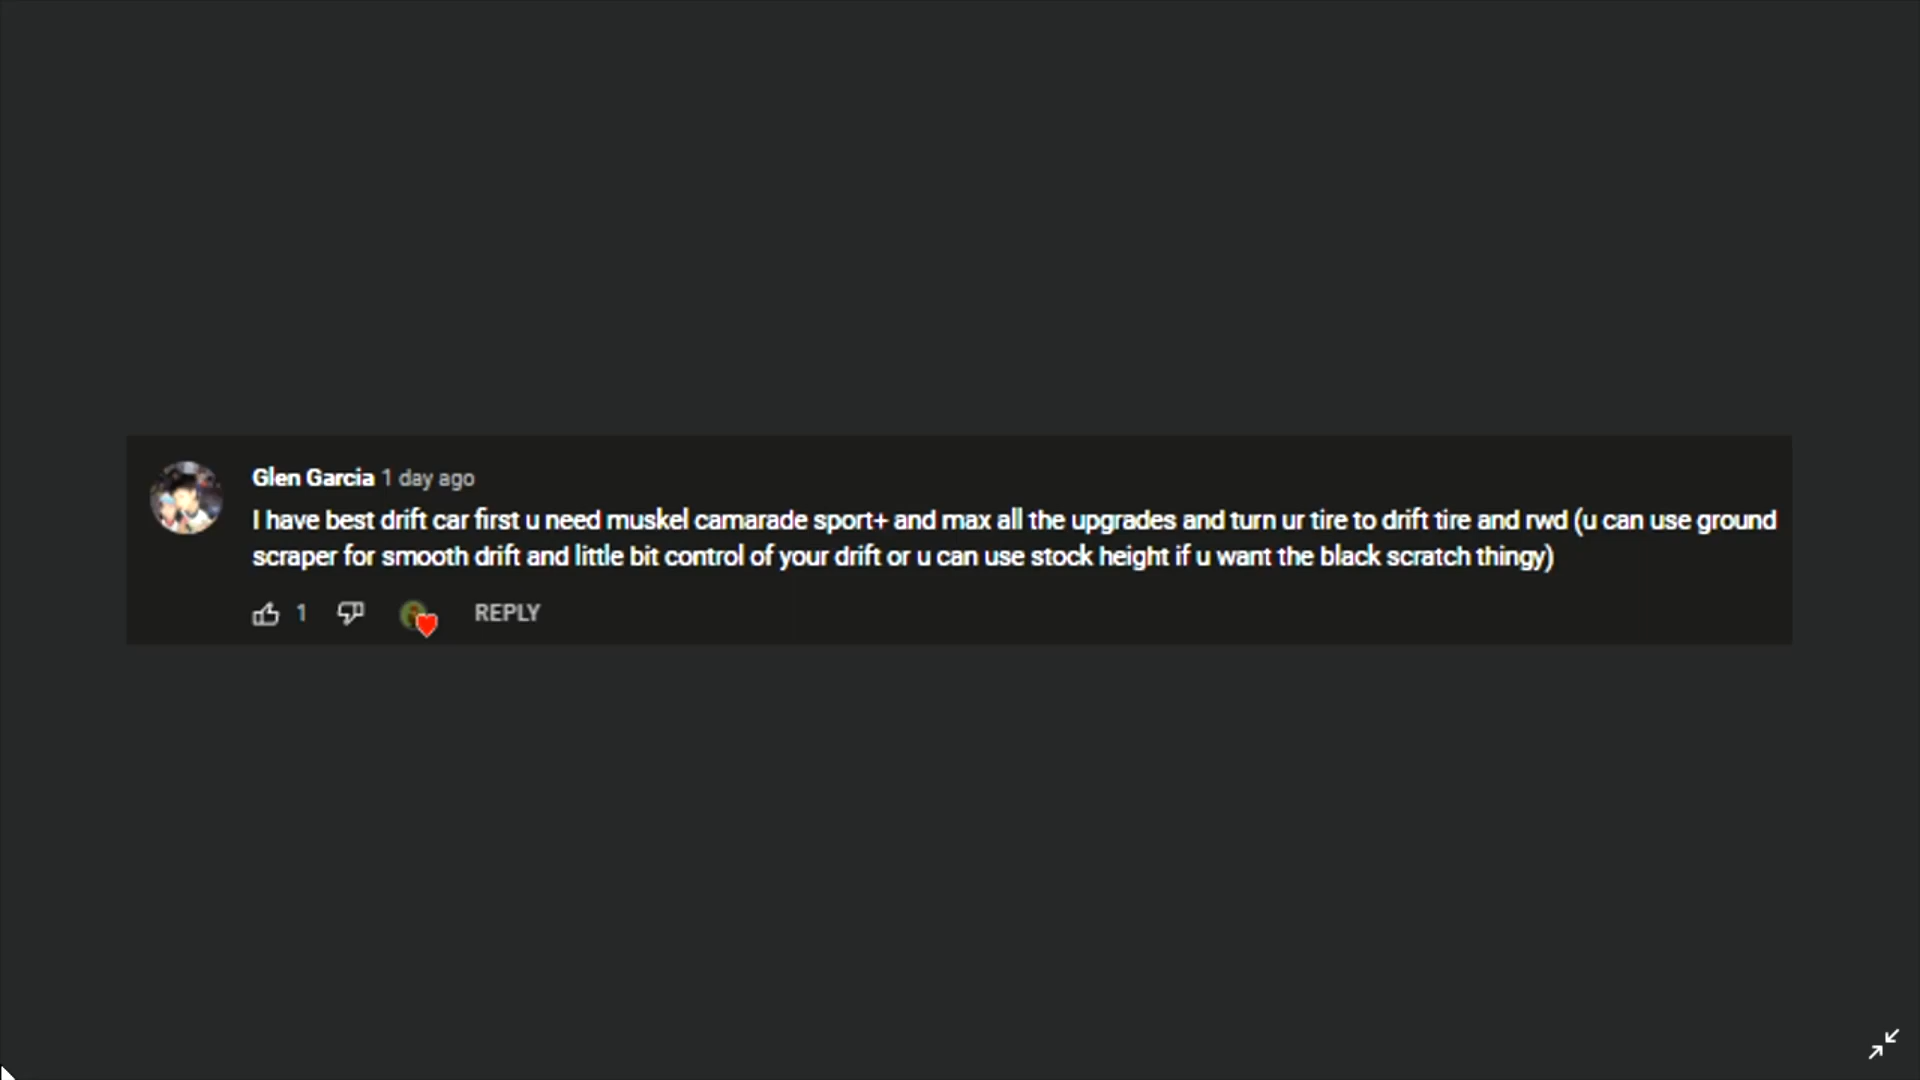 Glen Garcia 1 day ago
I have best drift car first u need muskel camarade sport+ and max all the upgrades and turn ur tire to drift tire and rwd (u can use ground
scraper for smooth drift and little bit control of your drift or u can use stock height if u want the black scratch thingy)
1 REPLY